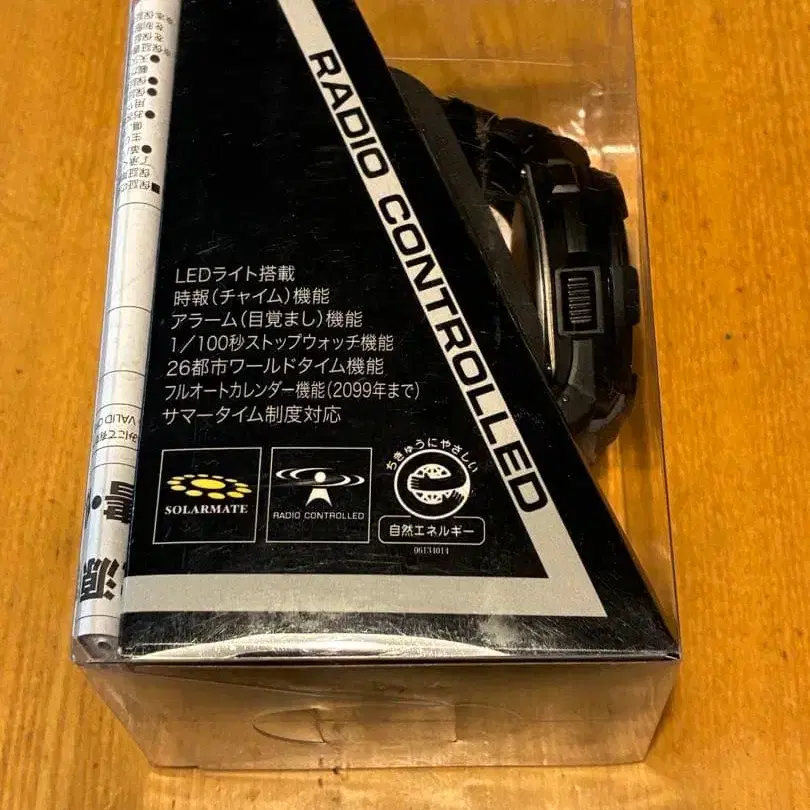 RADIO CONTROLLED
LEDライト搭載
時報(チャイム)機能
アラーム(目覚まし)機能
1/100秒ストップウォッチ機能
26都市ワールドタイム機能
フルオートカレンダー機能(2099年まで)
サマータイム制度対応
SOLARMATE
RADIO CONTROLLED
ちきゅうにやさしい
e
自然エネルギー
06134014